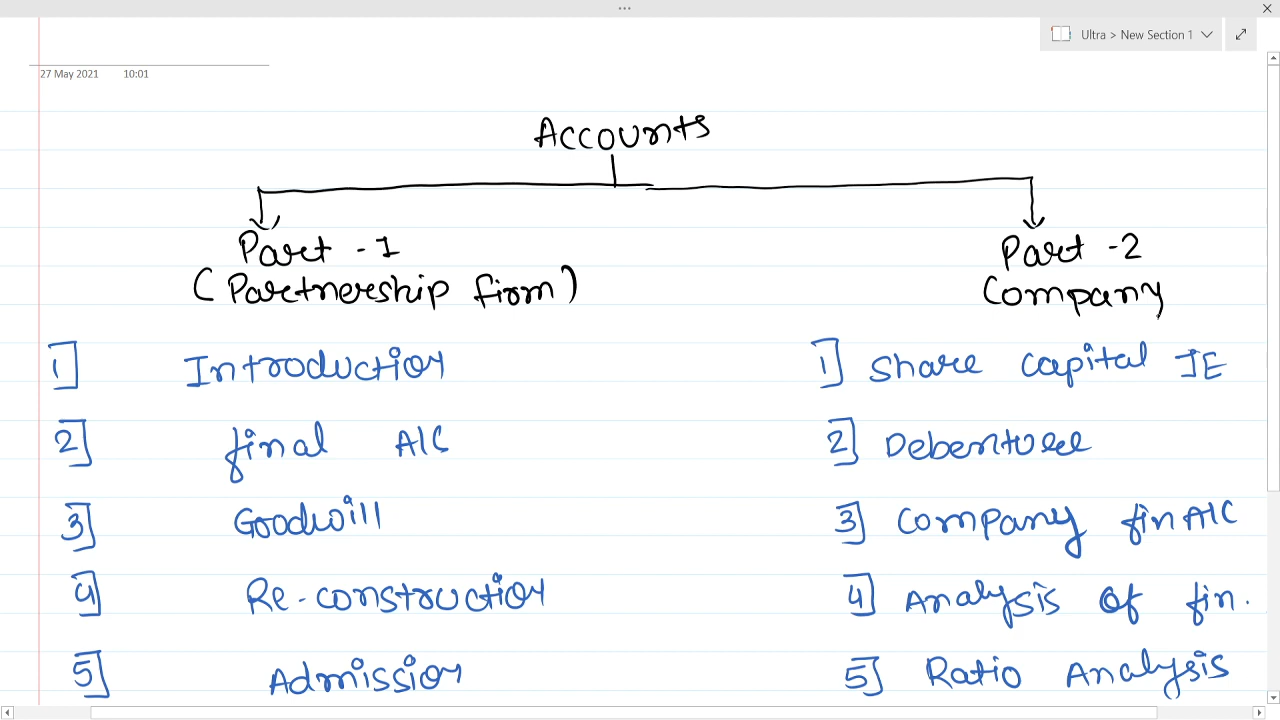 Ultra > New Section 1
27 May 2021 10:01
Accounts
Part - 1
Part - 2
(Partnership firm)
Company
1] Introduction
1] Share Capital JE
2] final A/C
2] Debenture
3] Goodwill
3] Company fin A/C
4] Re-construction
4] Analysis of fin.
5] Admission
5] Ratio Analysis